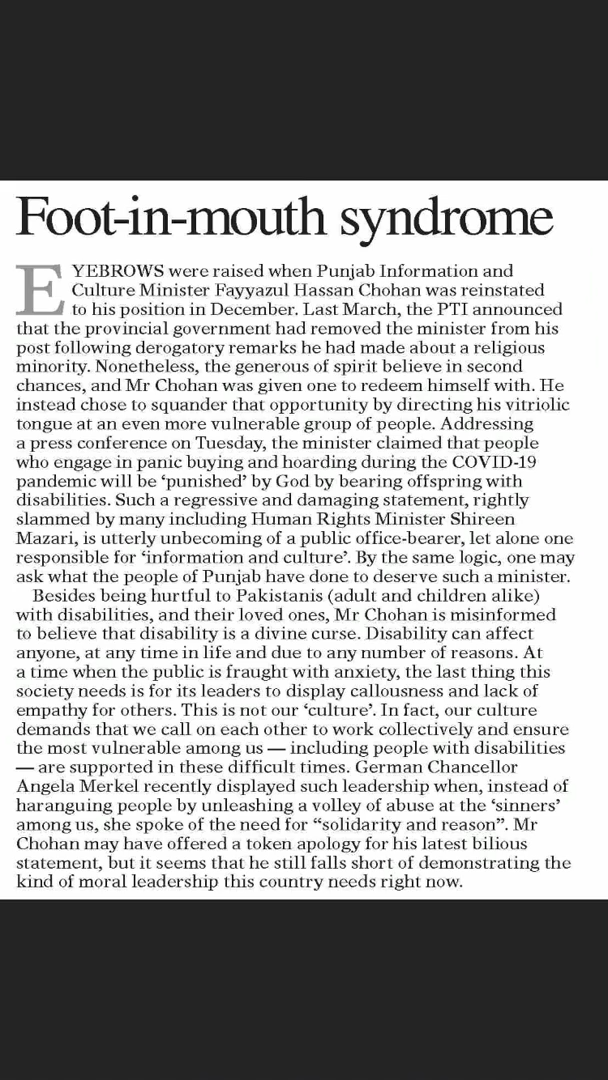 Foot-in-mouth syndrome
EYEBROWS were raised when Punjab Information and
Culture Minister Fayyazul Hassan Chohan was reinstated
to his position in December. Last March, the PTI announced
that the provincial government had removed the minister from his
post following derogatory remarks he had made about a religious
minority. Nonetheless, the generous of spirit believe in second
chances, and Mr Chohan was given one to redeem himself with. He
instead chose to squander that opportunity by directing his vitriolic
tongue at an even more vulnerable group of people. Addressing
a press conference on Tuesday, the minister claimed that people
who engage in panic buying and hoarding during the COVID-19
pandemic will be ‘punished’ by God by bearing offspring with
disabilities. Such a regressive and damaging statement, rightly
slammed by many including Human Rights Minister Shireen
Mazari, is utterly unbecoming of a public office-bearer, let alone one
responsible for ‘information and culture’. By the same logic, one may
ask what the people of Punjab have done to deserve such a minister.
Besides being hurtful to Pakistanis (adult and children alike)
with disabilities, and their loved ones, Mr Chohan is misinformed
to believe that disability is a divine curse. Disability can affect
anyone, at any time in life and due to any number of reasons. At
a time when the public is fraught with anxiety, the last thing this
society needs is for its leaders to display callousness and lack of
empathy for others. This is not our ‘culture’. In fact, our culture
demands that we call on each other to work collectively and ensure
the most vulnerable among us — including people with disabilities
— are supported in these difficult times. German Chancellor
Angela Merkel recently displayed such leadership when, instead of
haranguing people by unleashing a volley of abuse at the ‘sinners’
among us, she spoke of the need for “solidarity and reason”. Mr
Chohan may have offered a token apology for his latest bilious
statement, but it seems that he still falls short of demonstrating the
kind of moral leadership this country needs right now.